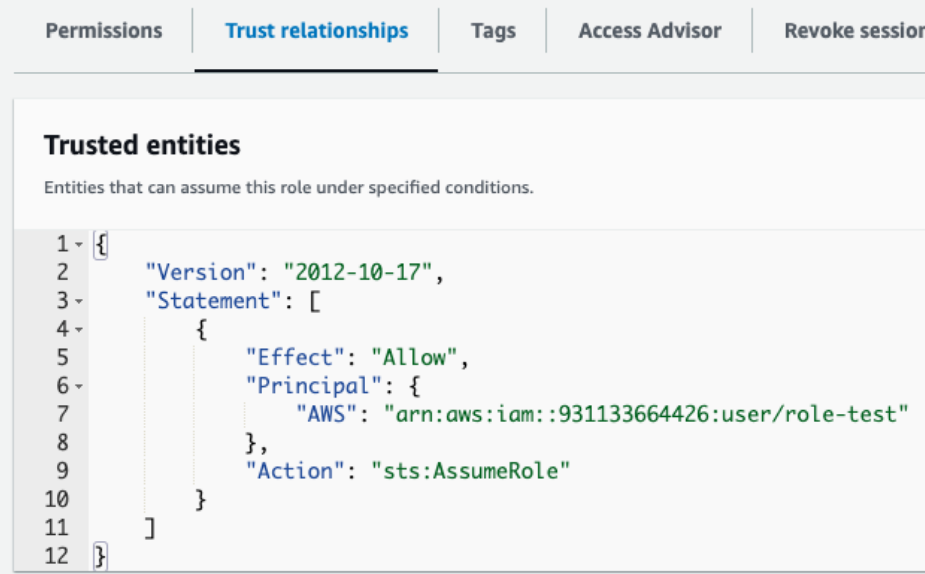 Permissions Trust relationships Tags Access Advisor Revoke session
Trusted entities
Entities that can assume this role under specified conditions.
1 {
2 "Version": "2012-10-17",
3 "Statement": [
4 {
5 "Effect": "Allow",
6 "Principal": {
7 "AWS": "arn:aws:iam::931133664426:user/role-test"
8 },
9 "Action": "sts:AssumeRole"
10 }
11 ]
12 }